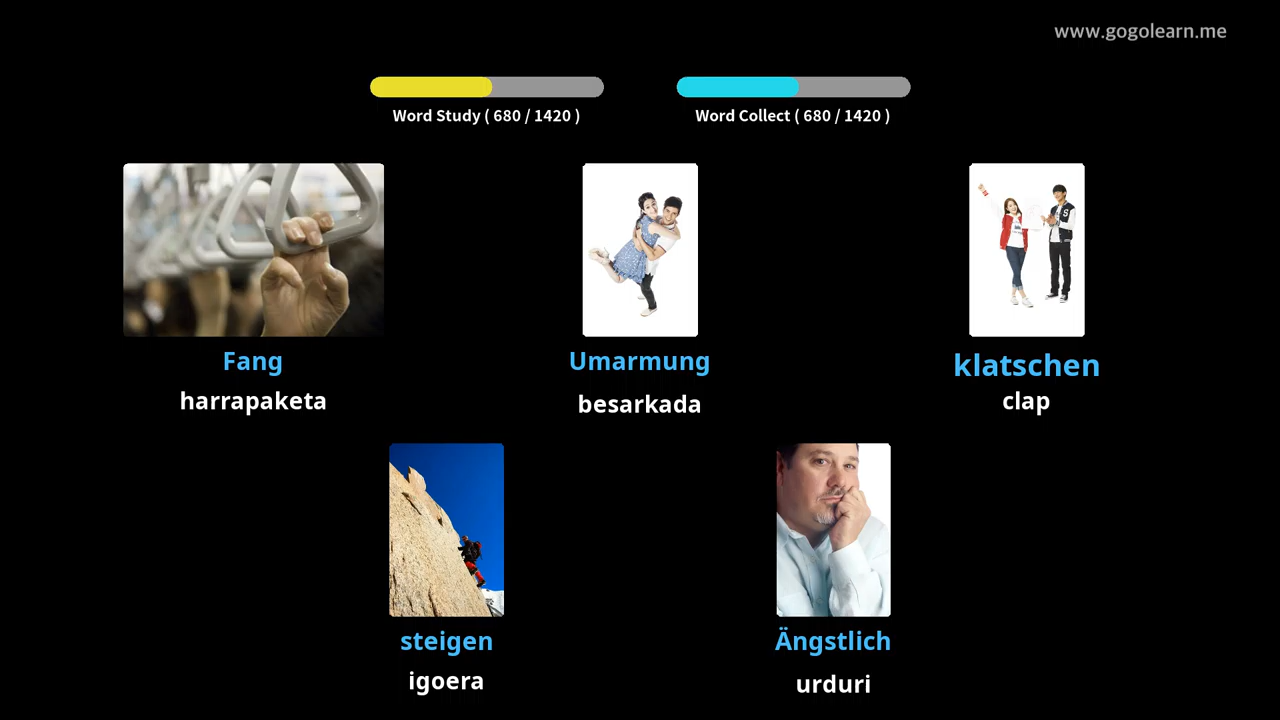 www.gogolearn.me
Word Study ( 680 / 1420 )
Word Collect ( 680 / 1420 )
Fang
harrapaketa
Umarmung
besarkada
klatschen
clap
steigen
igoera
Ängstlich
urduri